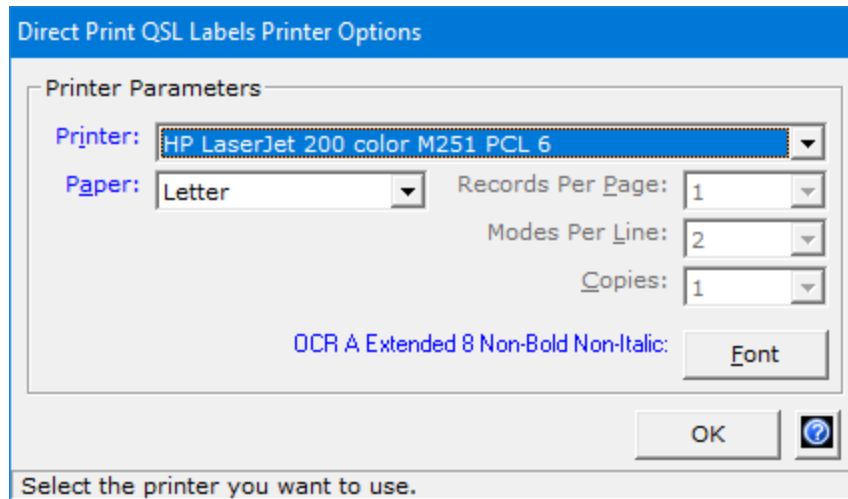 Direct Print QSL Labels Printer Options
Printer Parameters
Printer: HP LaserJet 200 color M251 PCL 6
Paper: Letter Records Per Page: 1
Modes Per Line: 2
Copies: 1
OCR A Extended 8 Non-Bold Non-Italic: Font
OK ?
Select the printer you want to use.